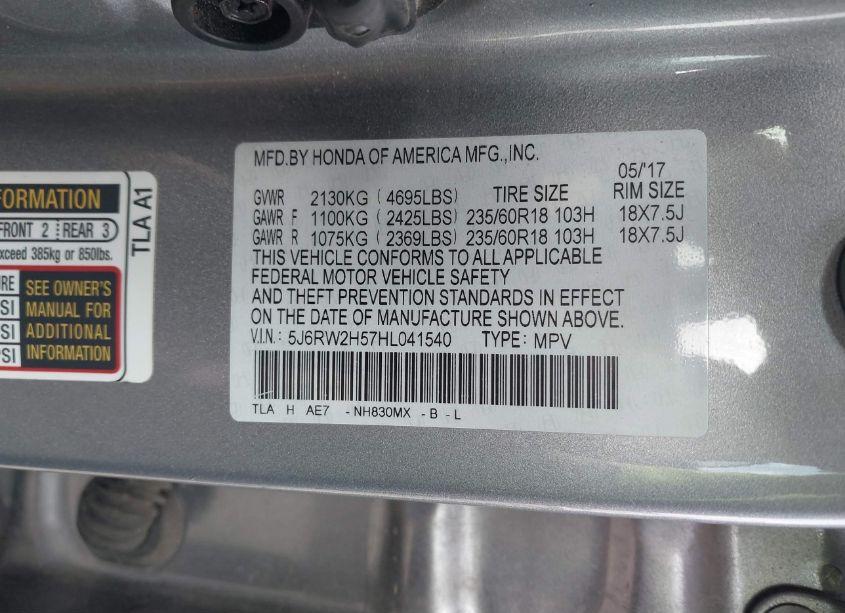 FORMATION
FRONT 2 REAR 3
exceed 385kg or 850lbs.
TLA A1
SEE OWNER'S
MANUAL FOR
ADDITIONAL
INFORMATION
PSI
MFD.BY HONDA OF AMERICA MFG.,INC.
05/'17
GVWR 2130KG (4695LBS) TIRE SIZE RIM SIZE
GAWR F 1100KG (2425LBS) 235/60R18 103H 18X7.5J
GAWR R 1075KG (2369LBS) 235/60R18 103H 18X7.5J
THIS VEHICLE CONFORMS TO ALL APPLICABLE
FEDERAL MOTOR VEHICLE SAFETY
AND THEFT PREVENTION STANDARDS IN EFFECT
ON THE DATE OF MANUFACTURE SHOWN ABOVE.
V.I.N.: 5J6RW2H57HL041540 TYPE: MPV
TLA H AE7 -NH830MX -B -L